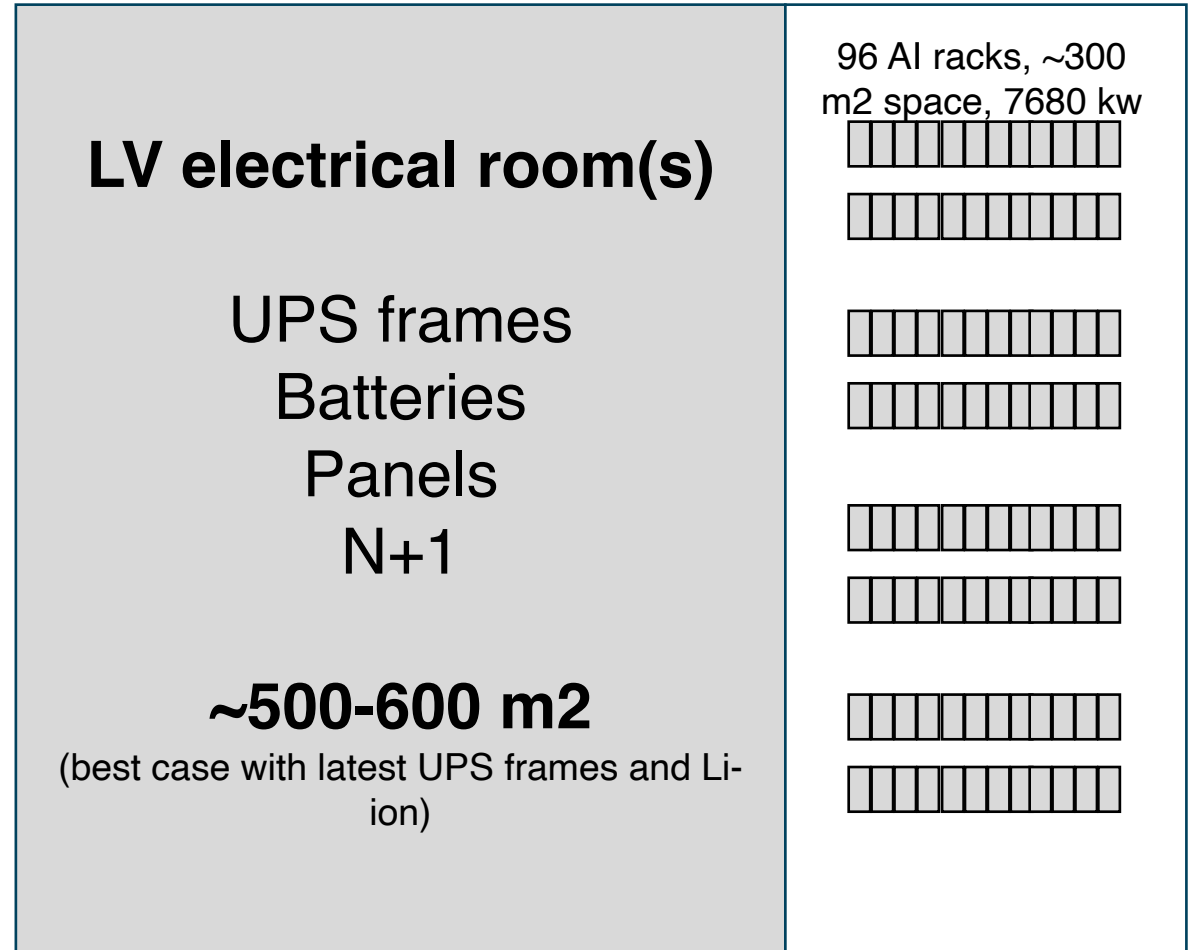 LV electrical room(s)
UPS frames
Batteries
Panels
N+1
~500-600 m2
(best case with latest UPS frames and Li-
ion)
96 AI racks, ~300
m2 space, 7680 kw